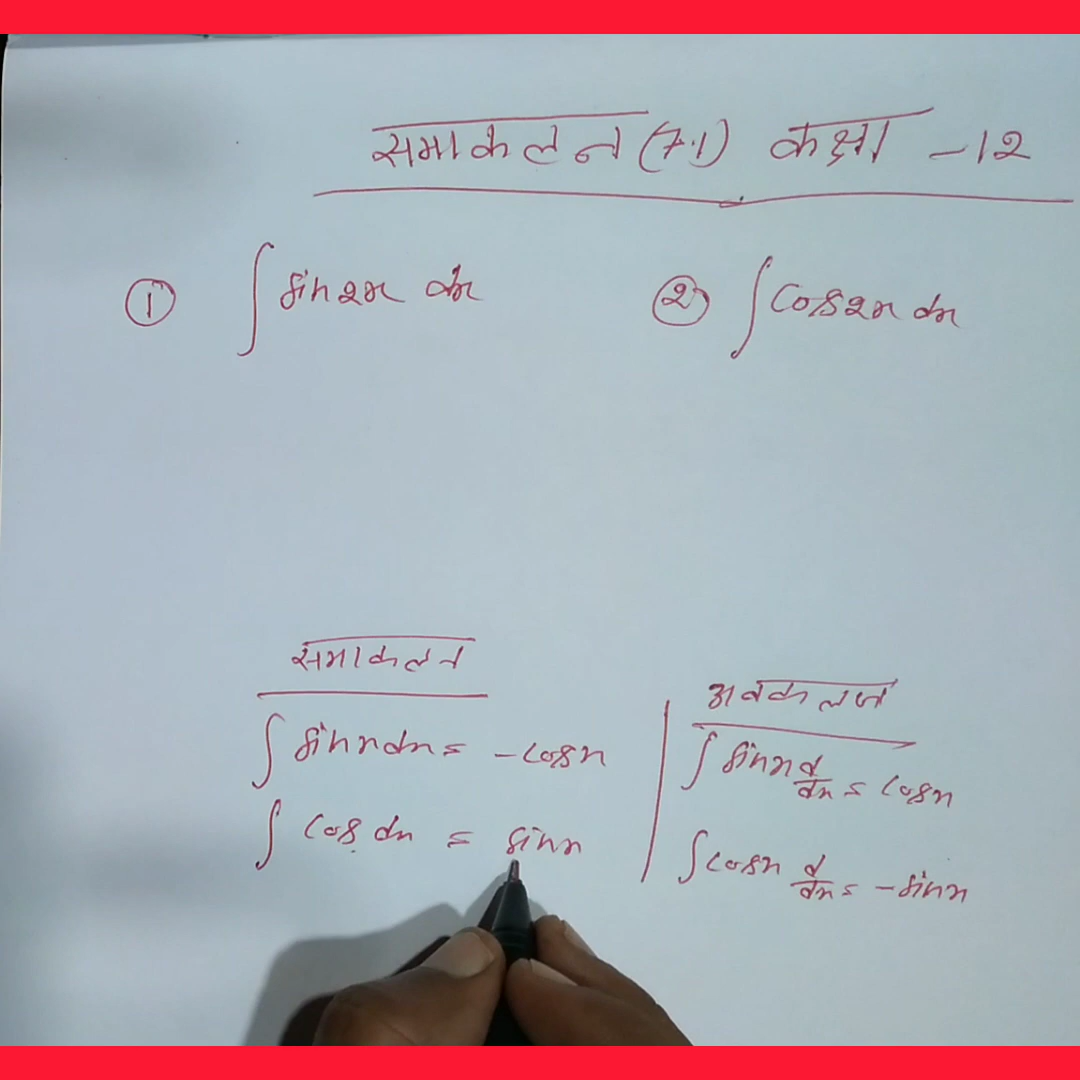 समाकलन (7.1) कक्षा - 12
① ∫ sin2x dx ② ∫ Cos2x dx
समाकलन
∫ sinx dx = -cosx
∫ Cos dx = sinx
अवकलज
∫ sinx d/dx = Cosx
∫ cosx d/dx = -sinx